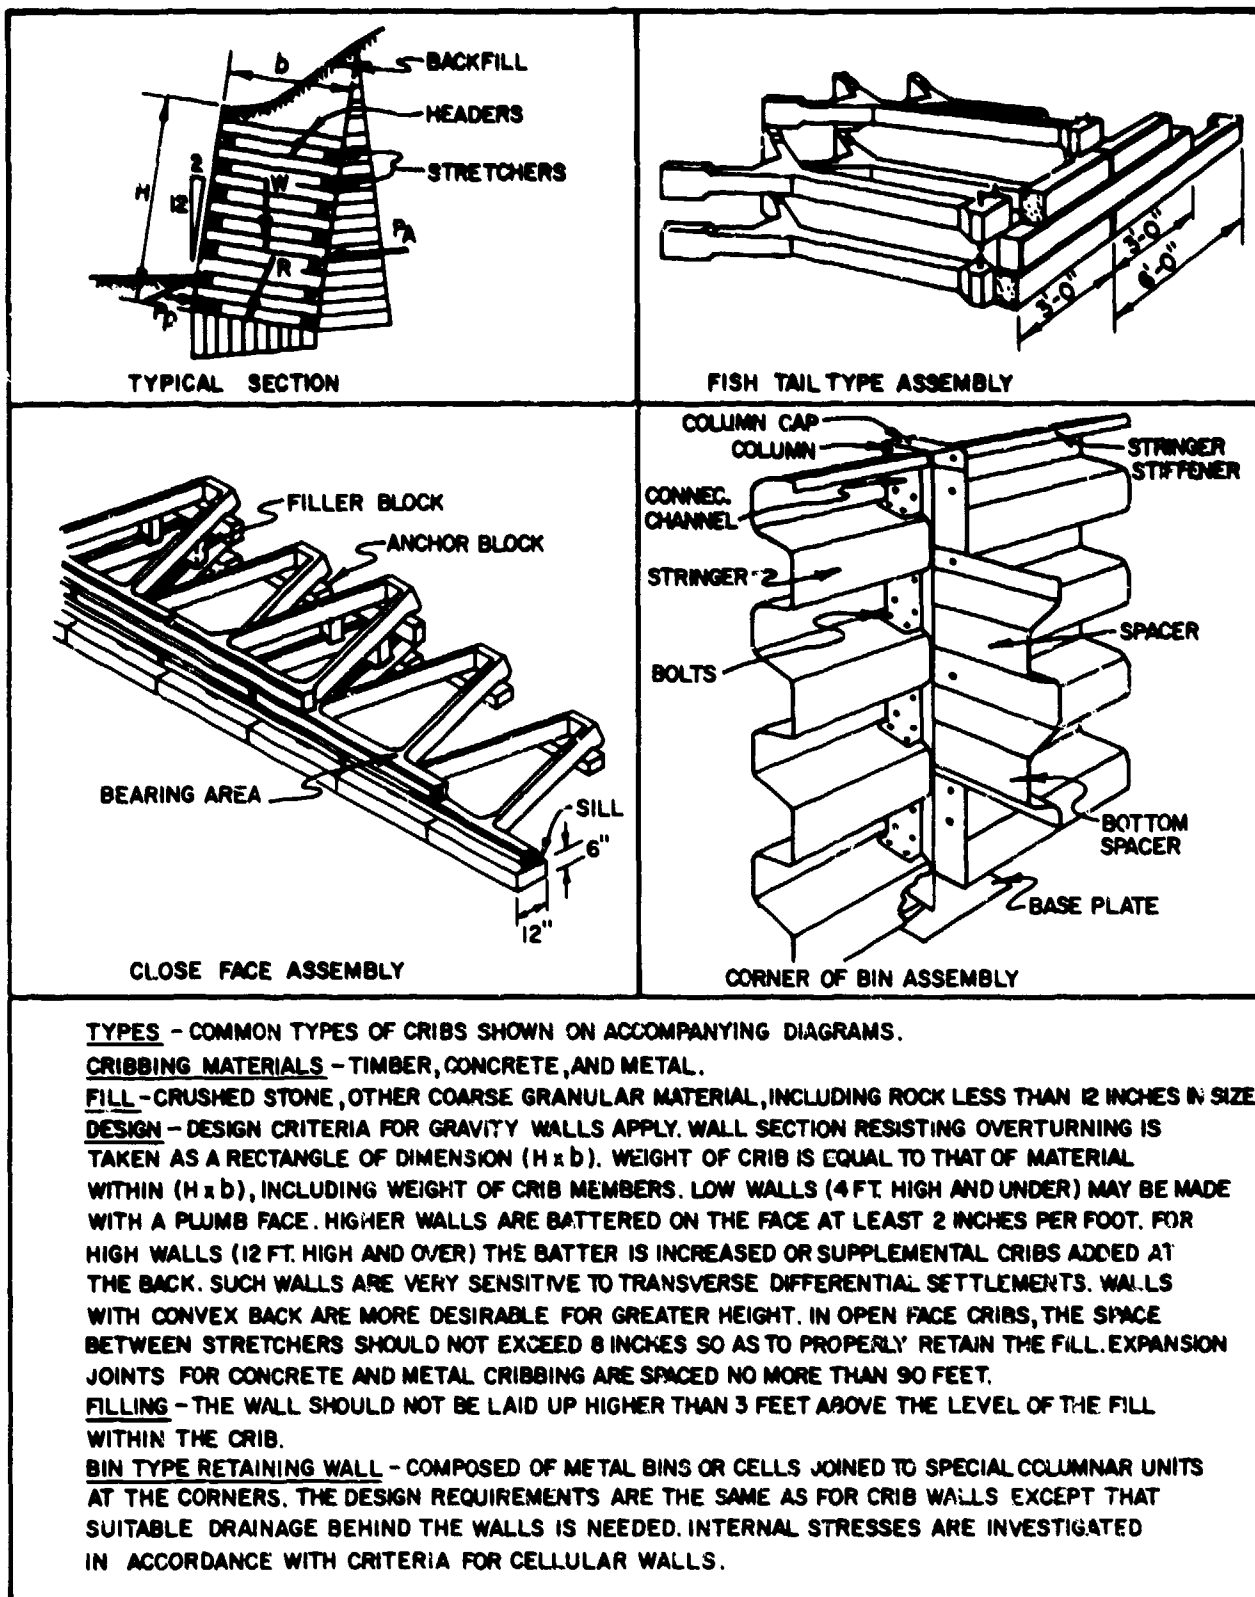 b
BACKFILL
HEADERS
STRETCHERS
2
12
H
W
R
PA
Pp
TYPICAL SECTION
3'-0"
3'-0"
6'-0"
FISH TAIL TYPE ASSEMBLY
FILLER BLOCK
ANCHOR BLOCK
BEARING AREA
SILL
6"
12"
CLOSE FACE ASSEMBLY
COLUMN CAP
COLUMN
STRINGER
STIFFENER
CONNEC.
CHANNEL
STRINGER
SPACER
BOLTS
BOTTOM
SPACER
BASE PLATE
CORNER OF BIN ASSEMBLY
TYPES - COMMON TYPES OF CRIBS SHOWN ON ACCOMPANYING DIAGRAMS.
CRIBBING MATERIALS - TIMBER, CONCRETE, AND METAL.
FILL - CRUSHED STONE, OTHER COARSE GRANULAR MATERIAL, INCLUDING ROCK LESS THAN 12 INCHES IN SIZE
DESIGN - DESIGN CRITERIA FOR GRAVITY WALLS APPLY. WALL SECTION RESISTING OVERTURNING IS
TAKEN AS A RECTANGLE OF DIMENSION (H x b). WEIGHT OF CRIB IS EQUAL TO THAT OF MATERIAL
WITHIN (H x b), INCLUDING WEIGHT OF CRIB MEMBERS. LOW WALLS (4 FT. HIGH AND UNDER) MAY BE MADE
WITH A PLUMB FACE. HIGHER WALLS ARE BATTERED ON THE FACE AT LEAST 2 INCHES PER FOOT. FOR
HIGH WALLS (12 FT. HIGH AND OVER) THE BATTER IS INCREASED OR SUPPLEMENTAL CRIBS ADDED AT
THE BACK. SUCH WALLS ARE VERY SENSITIVE TO TRANSVERSE DIFFERENTIAL SETTLEMENTS. WALLS
WITH CONVEX BACK ARE MORE DESIRABLE FOR GREATER HEIGHT. IN OPEN FACE CRIBS, THE SPACE
BETWEEN STRETCHERS SHOULD NOT EXCEED 8 INCHES SO AS TO PROPERLY RETAIN THE FILL. EXPANSION
JOINTS FOR CONCRETE AND METAL CRIBBING ARE SPACED NO MORE THAN 90 FEET.
FILLING - THE WALL SHOULD NOT BE LAID UP HIGHER THAN 3 FEET ABOVE THE LEVEL OF THE FILL
WITHIN THE CRIB.
BIN TYPE RETAINING WALL - COMPOSED OF METAL BINS OR CELLS JOINED TO SPECIAL COLUMNAR UNITS
AT THE CORNERS. THE DESIGN REQUIREMENTS ARE THE SAME AS FOR CRIB WALLS EXCEPT THAT
SUITABLE DRAINAGE BEHIND THE WALLS IS NEEDED. INTERNAL STRESSES ARE INVESTIGATED
IN ACCORDANCE WITH CRITERIA FOR CELLULAR WALLS.